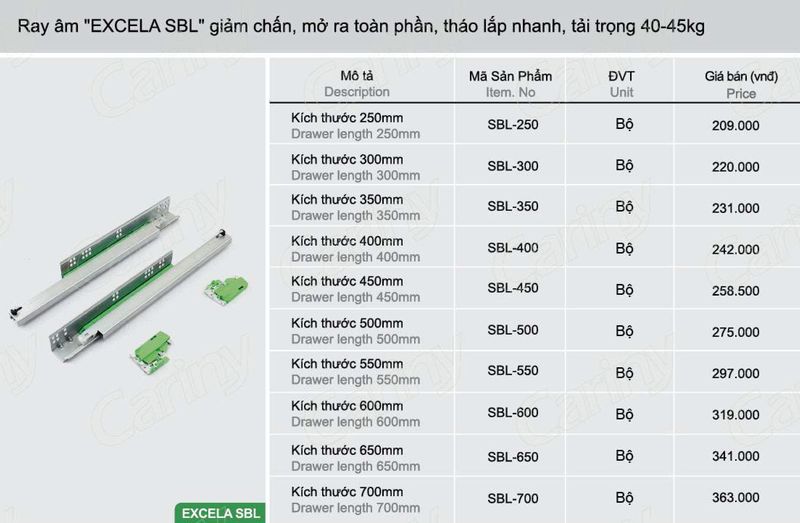 Ray âm "EXCELA SBL" giảm chấn, mở ra toàn phần, tháo lắp nhanh, tải trọng 40-45kg
Mô tả Mã Sản Phẩm ĐVT Giá bán (vnđ)
Description Item. No Unit Price
Kích thước 250mm SBL-250 Bộ 209.000
Drawer length 250mm
Kích thước 300mm SBL-300 Bộ 220.000
Drawer length 300mm
Kích thước 350mm SBL-350 Bộ 231.000
Drawer length 350mm
Kích thước 400mm SBL-400 Bộ 242.000
Drawer length 400mm
Kích thước 450mm SBL-450 Bộ 258.500
Drawer length 450mm
Kích thước 500mm SBL-500 Bộ 275.000
Drawer length 500mm
Kích thước 550mm SBL-550 Bộ 297.000
Drawer length 550mm
Kích thước 600mm SBL-600 Bộ 319.000
Drawer length 600mm
Kích thước 650mm SBL-650 Bộ 341.000
Drawer length 650mm
Kích thước 700mm SBL-700 Bộ 363.000
Drawer length 700mm
EXCELA SBL
Cariny